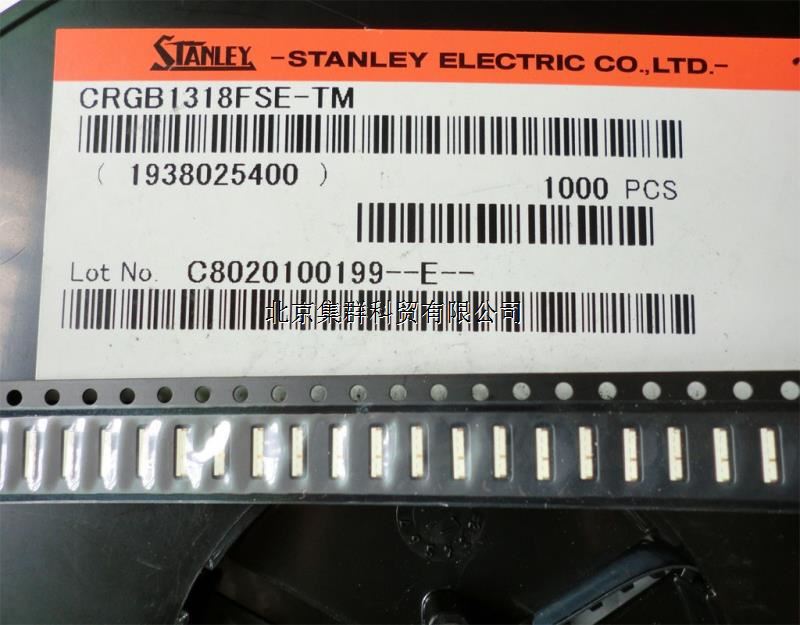 STANLEY -STANLEY ELECTRIC CO.,LTD.-
CRGB1318FSE-TM
( 1938025400 )
1000 PCS
Lot No. C8020100199--E--
北京集群科贸有限公司